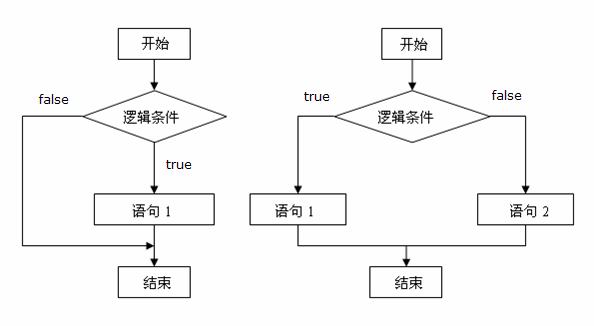 开始
false
逻辑条件
true
语句 1
结束
开始
true
逻辑条件
false
语句 1
语句 2
结束